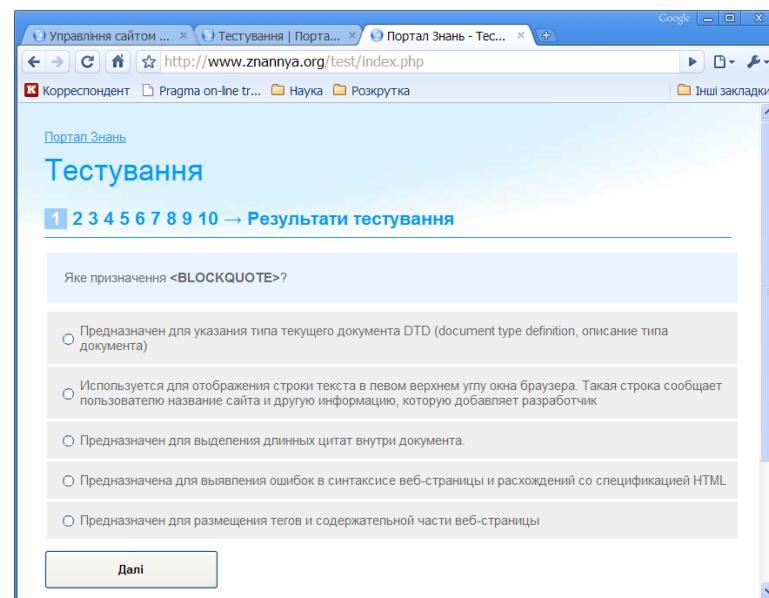 Google
Управління сайтом ...
Тестування | Порта...
Портал Знань - Тес...
http://www.znannya.org/test/index.php
Корреспондент Pragma on-line tr... Наука Розкрутка Інші закладки
Портал Знань
Тестування
1 2 3 4 5 6 7 8 9 10 → Результати тестування
Яке призначення <BLOCKQUOTE>?
Предназначен для указания типа текущего документа DTD (document type definition, описание типа
документа)
Используется для отображения строки текста в левом верхнем углу окна браузера. Такая строка сообщает
пользователю название сайта и другую информацию, которую добавляет разработчик
Предназначен для выделения длинных цитат внутри документа.
Предназначена для выявления ошибок в синтаксисе веб-страницы и расхождений со спецификацией HTML
Предназначен для размещения тегов и содержательной части веб-страницы
Далі